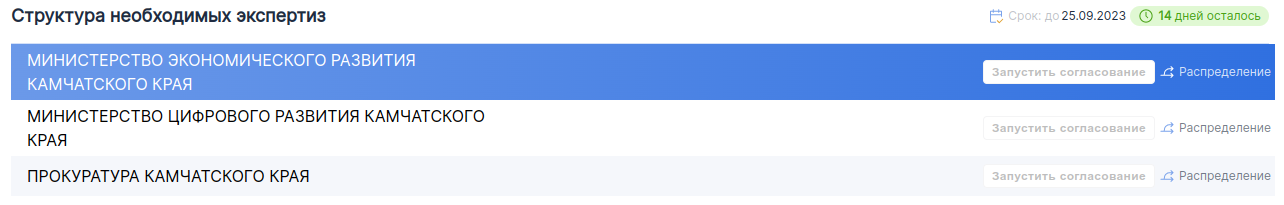 Структура необходимых экспертиз
Срок: до 25.09.2023 14 дней осталось
МИНИСТЕРСТВО ЭКОНОМИЧЕСКОГО РАЗВИТИЯ
КАМЧАТСКОГО КРАЯ
Запустить согласование Распределение
МИНИСТЕРСТВО ЦИФРОВОГО РАЗВИТИЯ КАМЧАТСКОГО
КРАЯ
Запустить согласование Распределение
ПРОКУРАТУРА КАМЧАТСКОГО КРАЯ
Запустить согласование Распределение